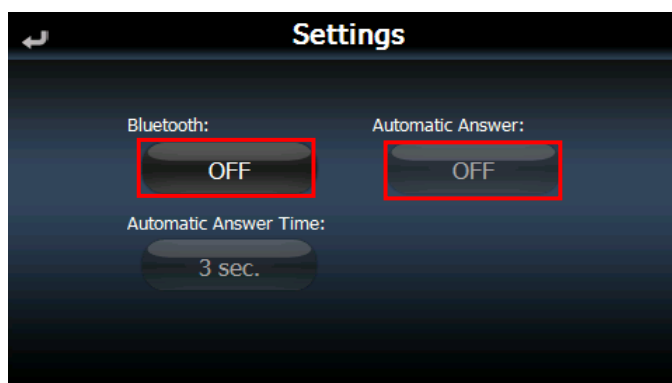 Settings
Bluetooth: Automatic Answer:
OFF OFF
Automatic Answer Time:
3 sec.